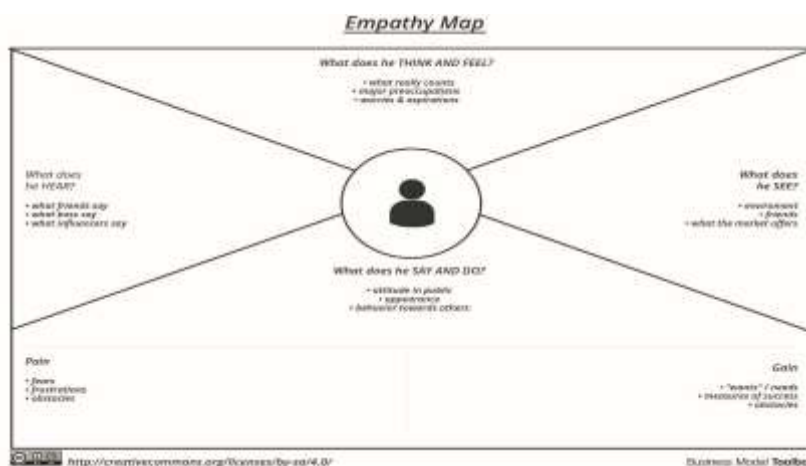 Empathy Map
What does he THINK AND FEEL?
• what really counts
• major preoccupations
• worries & aspirations
What does
he HEAR?
• what friends say
• what boss say
• what influencers say
What does
he SEE?
• environment
• friends
• what the market offers
What does he SAY AND DO?
• attitude in public
• appearance
• behavior towards others
Pain
• fears
• frustrations
• obstacles
Gain
• "wants" / needs
• measures of success
• obstacles
http://creativecommons.org/licenses/by-sa/4.0/
Business Model Toolbo